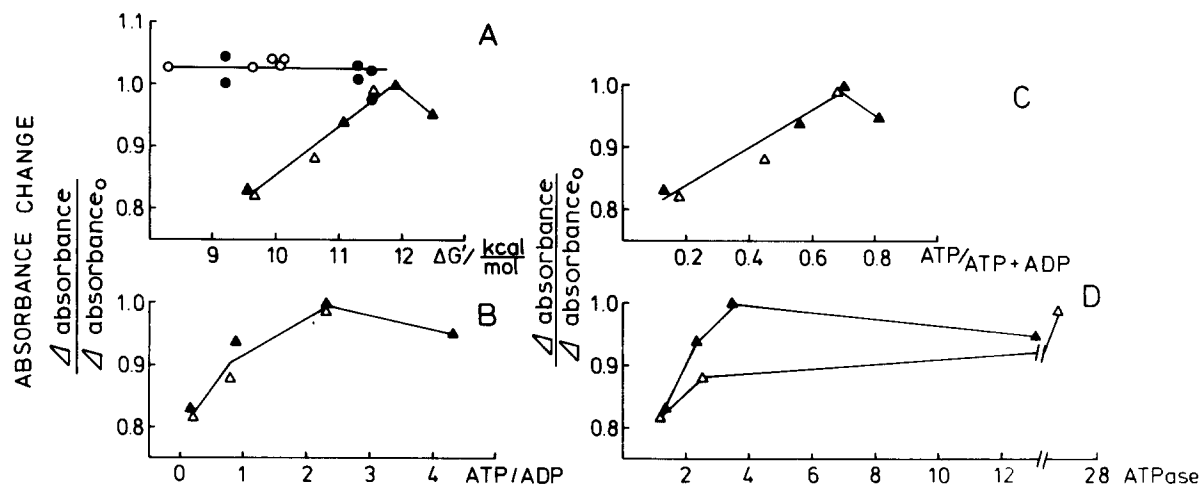 ABSORBANCE CHANGE
Δ absorbance
Δ absorbance₀
A
1.1
1.0
0.9
0.8
9 10 11 12
ΔG'/ kcal
mol
B
1.0
0.9
0.8
0 1 2 3 4 ATP/ADP
Δ absorbance
Δ absorbance₀
C
1.0
0.9
0.8
0.2 0.4 0.6 0.8 ATP/ATP+ADP
D
1.0
0.9
0.8
2 4 6 8 10 12 28 ATPase